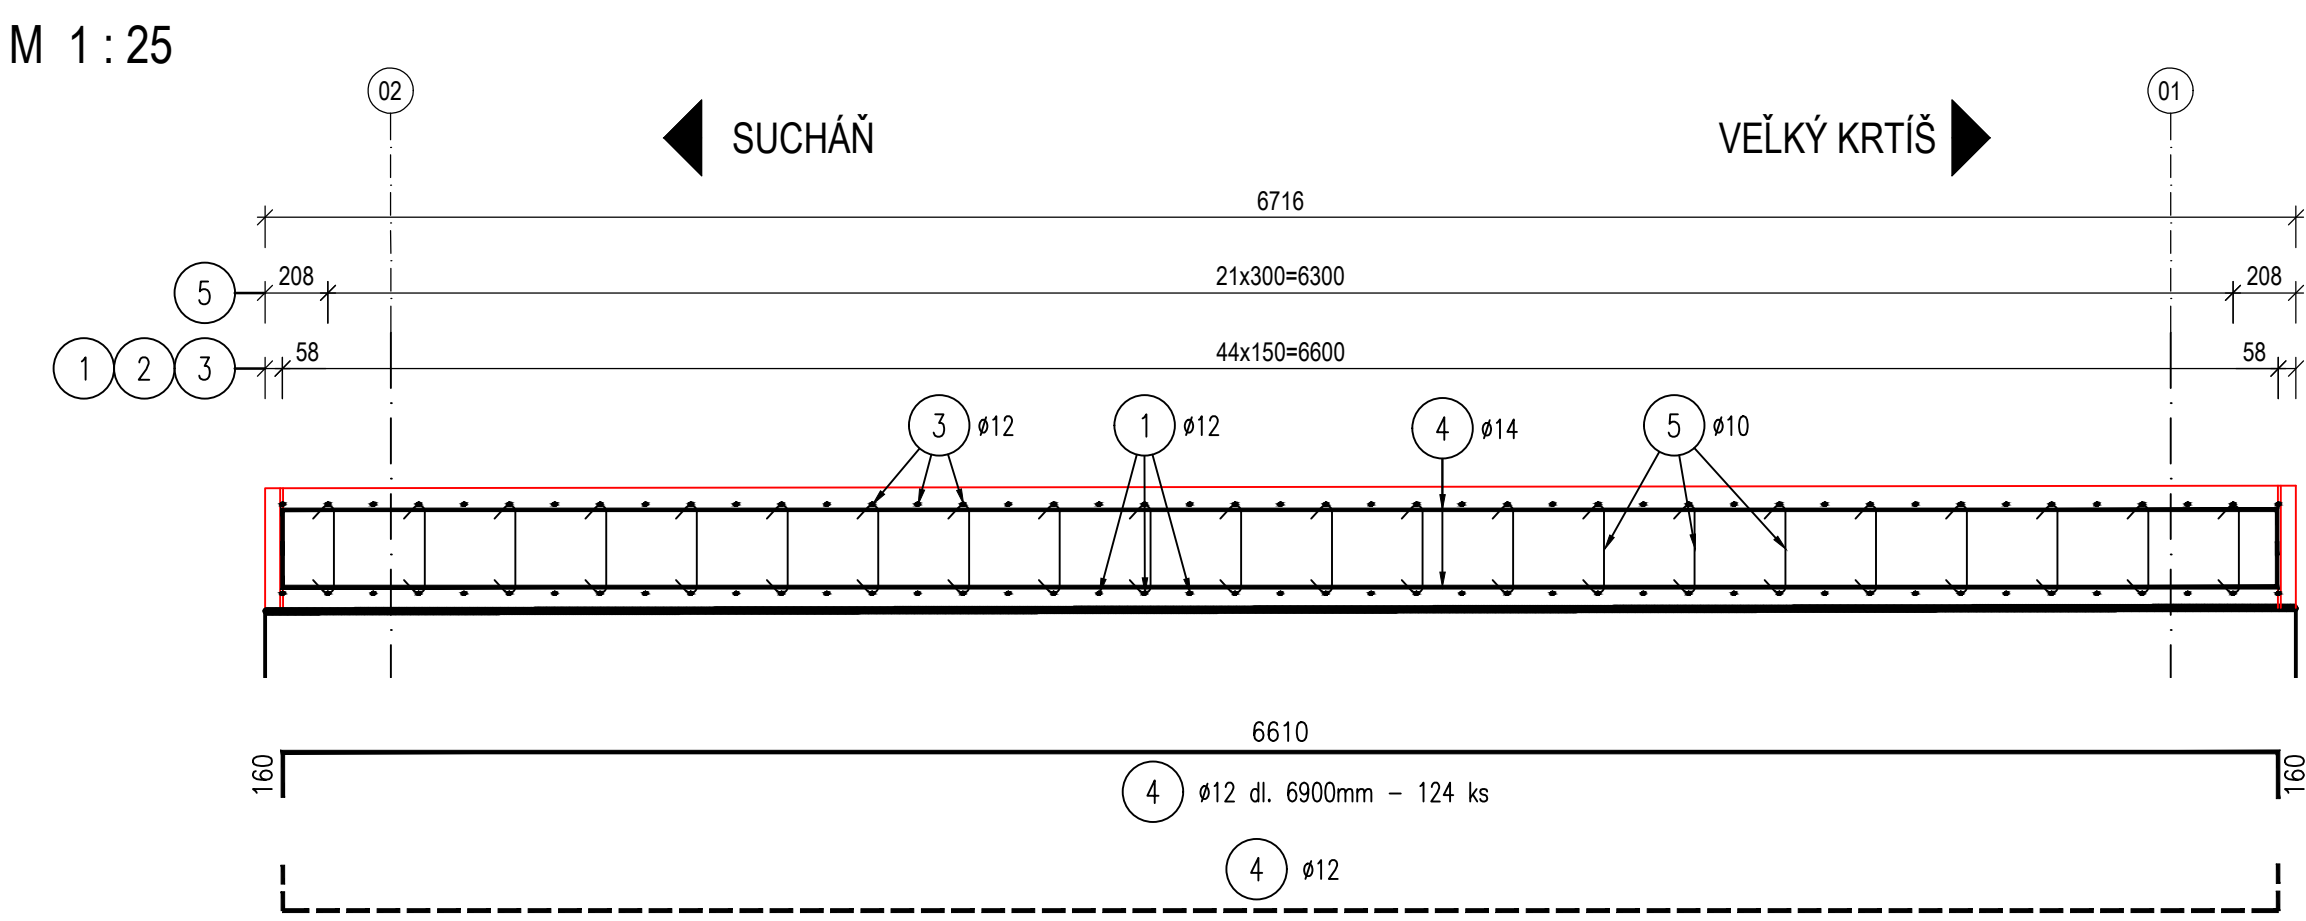 M 1 : 25
02
01
SUCHÁŇ
VEĽKÝ KRTÍŠ
6716
5
208
21x300=6300
208
1 2 3
58
44x150=6600
58
3 ø12
1 ø12
4 ø14
5 ø10
6610
160
160
4 ø12 dl. 6900mm – 124 ks
4 ø12